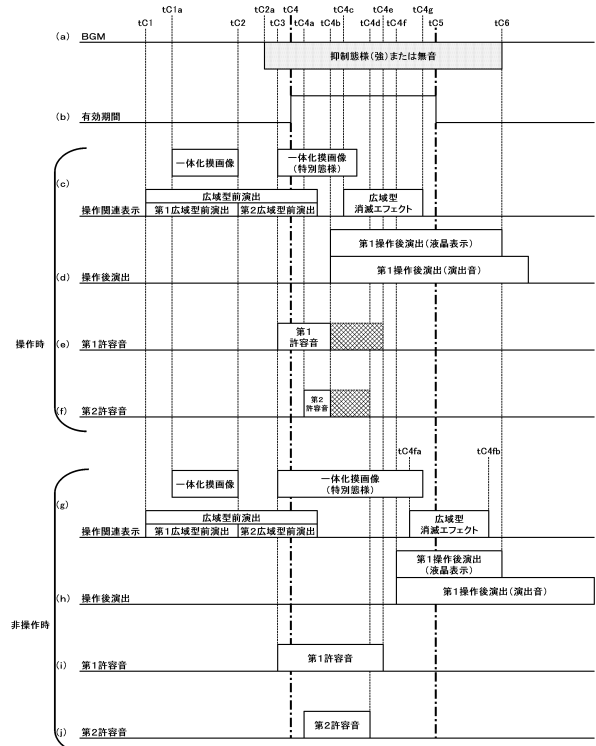 tC1 tC1a tC2 tC2a tC3 tC4 tC4a tC4b tC4c tC4d tC4e tC4f tC4g tC5 tC6
(a) BGM
抑制態様(強)または無音
(b) 有効期間
操作時
(c)
一体化摸画像
一体化摸画像
(特別態様)
広域型前演出
第1広域型前演出 第2広域型前演出
広域型
消滅エフェクト
操作関連表示
第1操作後演出(液晶表示)
第1操作後演出(演出音)
(d) 操作後演出
第1
許容音
(e) 第1許容音
第2
許容音
(f) 第2許容音
tC4fa tC4fb
非操作時
(g)
一体化摸画像
一体化摸画像
(特別態様)
広域型前演出
第1広域型前演出 第2広域型前演出
広域型
消滅エフェクト
操作関連表示
第1操作後演出
(液晶表示)
第1操作後演出(演出音)
(h) 操作後演出
第1許容音
(i) 第1許容音
第2許容音
(j) 第2許容音